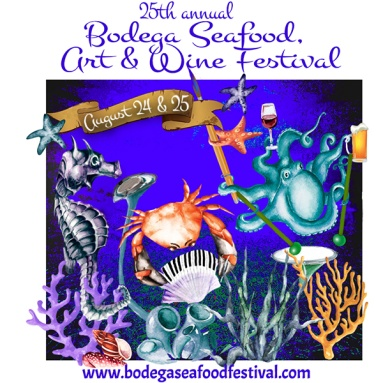 25th annual
Bodega Seafood,
Art & Wine Festival
August 24 & 25
www.bodegaseafoodfestival.com